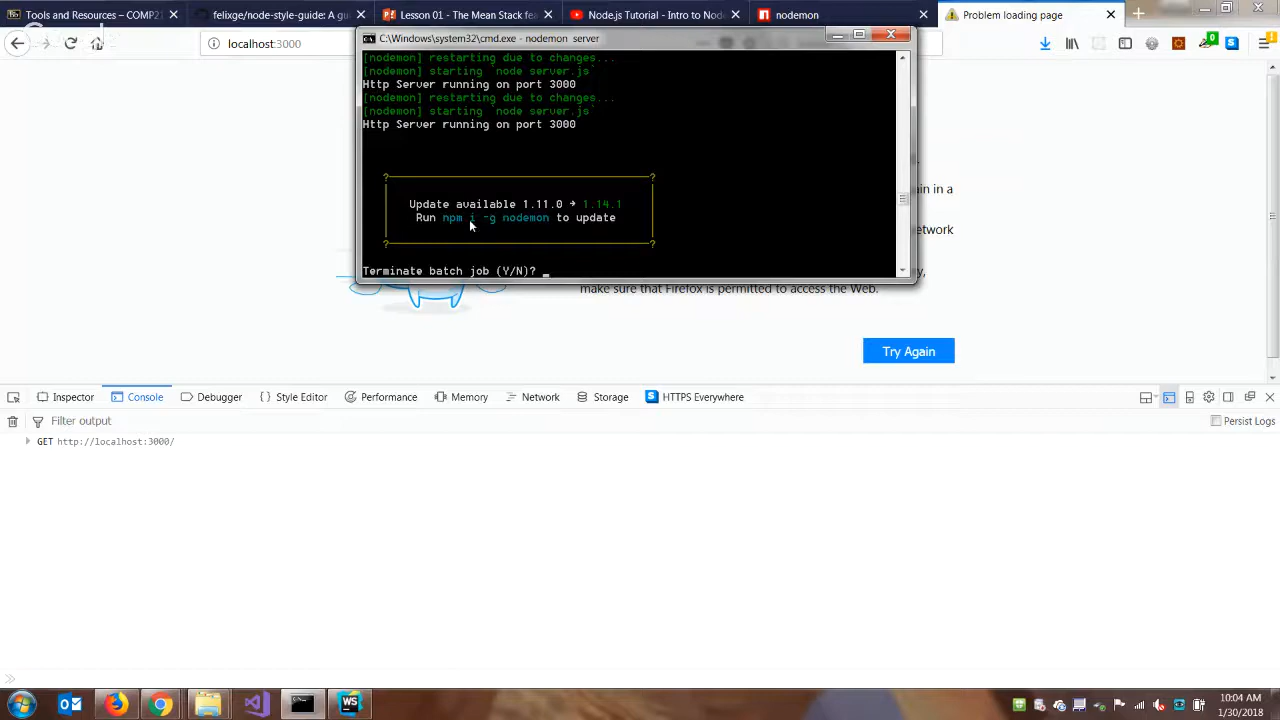 Tools and Resources – COMP2
felixge/node-style-guide: A gu
Lesson 01 - The Mean Stack fea
Node.js Tutorial - Intro to Nod
nodemon
Problem loading page
localhost:3000
C:\Windows\system32\cmd.exe - nodemon server
[nodemon] restarting due to changes...
[nodemon] starting `node server.js`
Http Server running on port 3000
[nodemon] restarting due to changes...
[nodemon] starting `node server.js`
Http Server running on port 3000
Update available 1.11.0 → 1.14.1
Run npm i -g nodemon to update
Terminate batch job (Y/N)? _
in in a
etwork
y,
make sure that Firefox is permitted to access the Web.
Try Again
Inspector
Console
Debugger
Style Editor
Performance
Memory
Network
Storage
HTTPS Everywhere
Filter output
Persist Logs
GET http://localhost:3000/
10:04 AM
1/30/2018